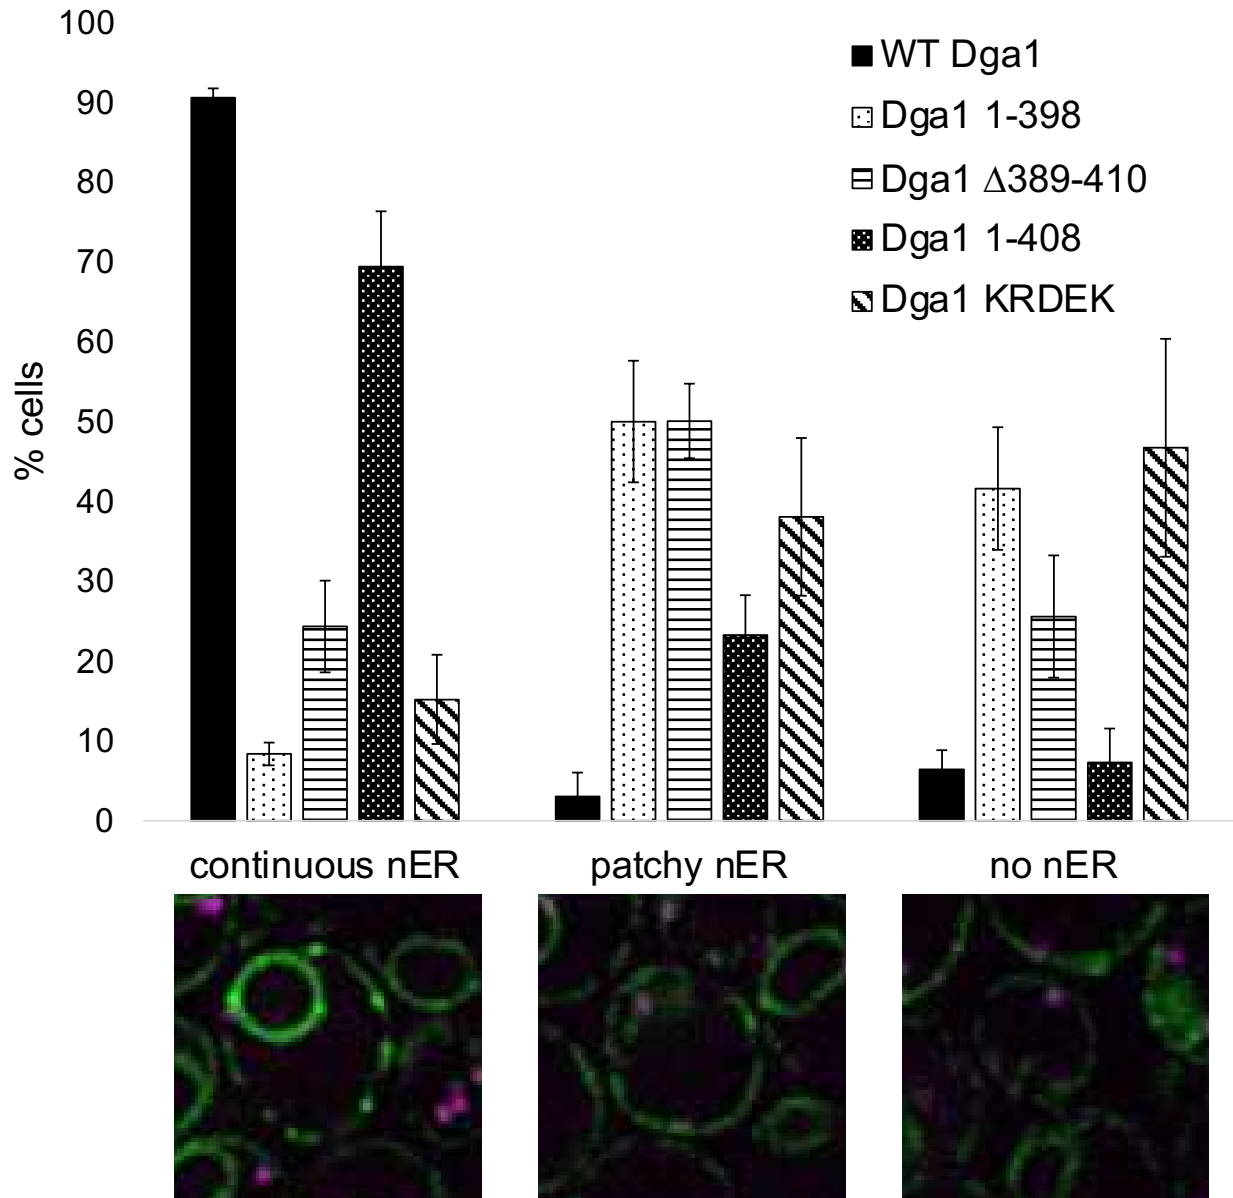 100
90
80
70
60
50
40
30
20
10
0
% cells
WT Dga1
Dga1 1-398
Dga1 Δ389-410
Dga1 1-408
Dga1 KRDEK
continuous nER
patchy nER
no nER